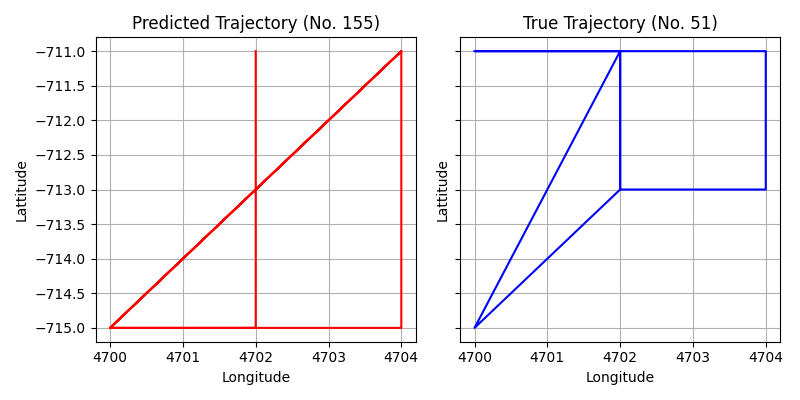 Predicted Trajectory (No. 155)
True Trajectory (No. 51)
−711.0
−711.5
−712.0
−712.5
−713.0
−713.5
−714.0
−714.5
−715.0
Lattitude
Lattitude
4700 4701 4702 4703 4704
4700 4701 4702 4703 4704
Longitude
Longitude